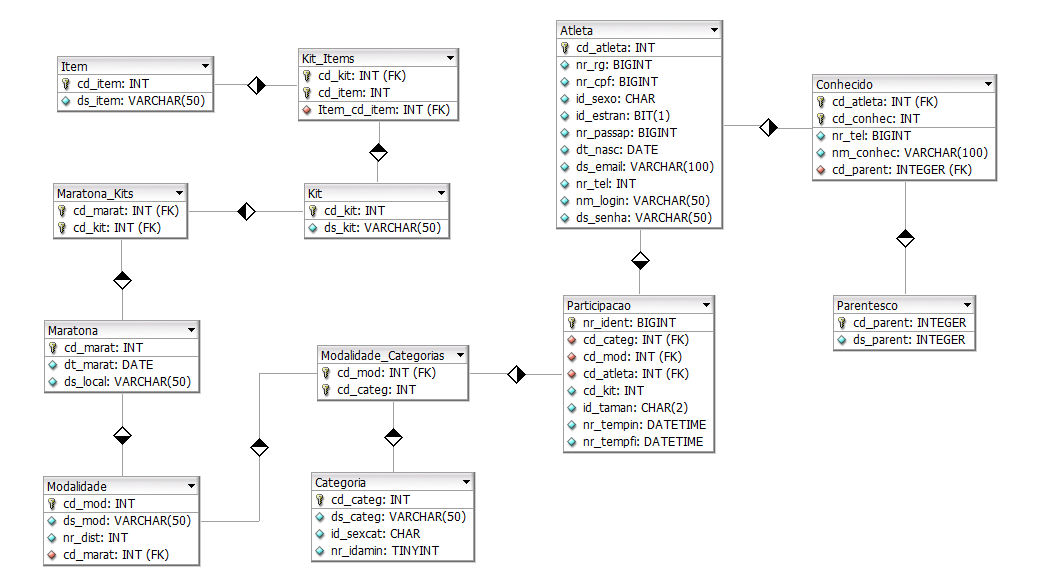 Item
cd_item: INT
ds_item: VARCHAR(50)
Kit_Items
cd_kit: INT (FK)
cd_item: INT
Item_cd_item: INT (FK)
Atleta
cd_atleta: INT
nr_rg: BIGINT
nr_cpf: BIGINT
id_sexo: CHAR
id_estran: BIT(1)
nr_passap: BIGINT
dt_nasc: DATE
ds_email: VARCHAR(100)
nr_tel: INT
nm_login: VARCHAR(50)
ds_senha: VARCHAR(50)
Conhecido
cd_atleta: INT (FK)
cd_conhec: INT
nr_tel: BIGINT
nm_conhec: VARCHAR(100)
cd_parent: INTEGER (FK)
Maratona_Kits
cd_marat: INT (FK)
cd_kit: INT (FK)
Kit
cd_kit: INT
ds_kit: VARCHAR(50)
Maratona
cd_marat: INT
dt_marat: DATE
ds_local: VARCHAR(50)
Modalidade_Categorias
cd_mod: INT (FK)
cd_categ: INT
Participacao
nr_ident: BIGINT
cd_categ: INT (FK)
cd_mod: INT (FK)
cd_atleta: INT (FK)
cd_kit: INT
id_taman: CHAR(2)
nr_tempin: DATETIME
nr_tempfi: DATETIME
Parentesco
cd_parent: INTEGER
ds_parent: INTEGER
Modalidade
cd_mod: INT
ds_mod: VARCHAR(50)
nr_dist: INT
cd_marat: INT (FK)
Categoria
cd_categ: INT
ds_categ: VARCHAR(50)
id_sexcat: CHAR
nr_idamin: TINYINT